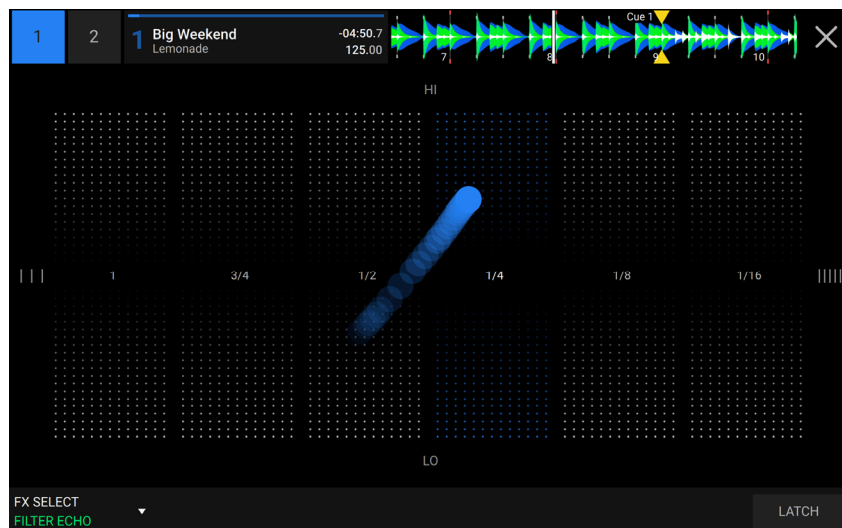 1
2
1
Big Weekend
Lemonade
-04:50.7
125.00
Cue 1
7
8
9
10
HI
1
3/4
1/2
1/4
1/8
1/16
LO
FX SELECT
FILTER ECHO
LATCH